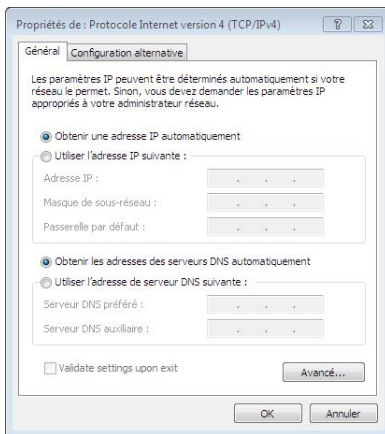 Propriétés de : Protocole Internet version 4 (TCP/IPv4)
Général
Configuration alternative
Les paramètres IP peuvent être déterminés automatiquement si votre
réseau le permet. Sinon, vous devez demander les paramètres IP
appropriés à votre administrateur réseau.
Obtenir une adresse IP automatiquement
Utiliser l'adresse IP suivante :
Adresse IP :
Masque de sous-réseau :
Passerelle par défaut :
Obtenir les adresses des serveurs DNS automatiquement
Utiliser l'adresse de serveur DNS suivante :
Serveur DNS préféré :
Serveur DNS auxiliaire :
Validate settings upon exit
Avancé...
OK
Annuler